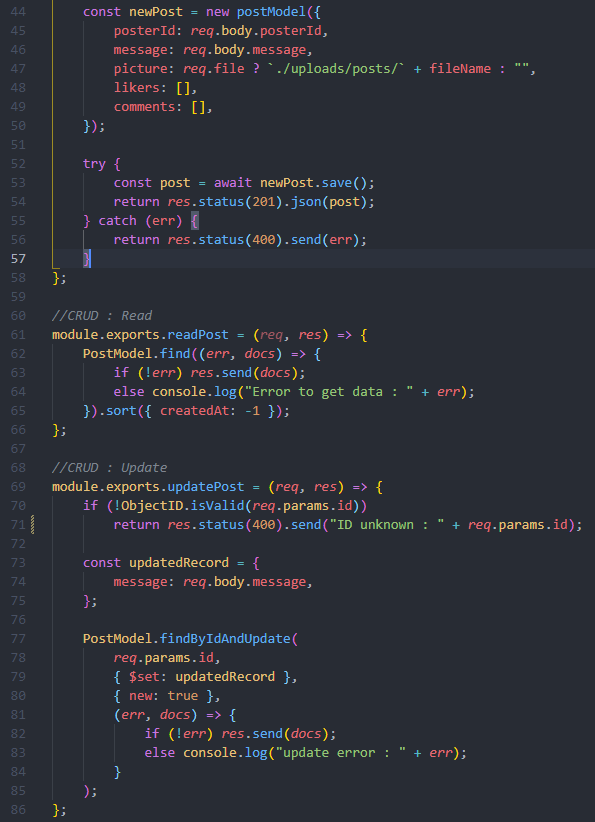 44 const newPost = new postModel({
45 posterId: req.body.posterId,
46 message: req.body.message,
47 picture: req.file ? `./uploads/posts/` + fileName : "",
48 likers: [],
49 comments: [],
50 });
51
52 try {
53 const post = await newPost.save();
54 return res.status(201).json(post);
55 } catch (err) {
56 return res.status(400).send(err);
57 }
58 };
59
60 //CRUD : Read
61 module.exports.readPost = (req, res) => {
62 PostModel.find((err, docs) => {
63 if (!err) res.send(docs);
64 else console.log("Error to get data : " + err);
65 }).sort({ createdAt: -1 });
66 };
67
68 //CRUD : Update
69 module.exports.updatePost = (req, res) => {
70 if (!ObjectID.isValid(req.params.id))
71 return res.status(400).send("ID unknown : " + req.params.id);
72
73 const updatedRecord = {
74 message: req.body.message,
75 };
76
77 PostModel.findByIdAndUpdate(
78 req.params.id,
79 { $set: updatedRecord },
80 { new: true },
81 (err, docs) => {
82 if (!err) res.send(docs);
83 else console.log("update error : " + err);
84 }
85 );
86 };